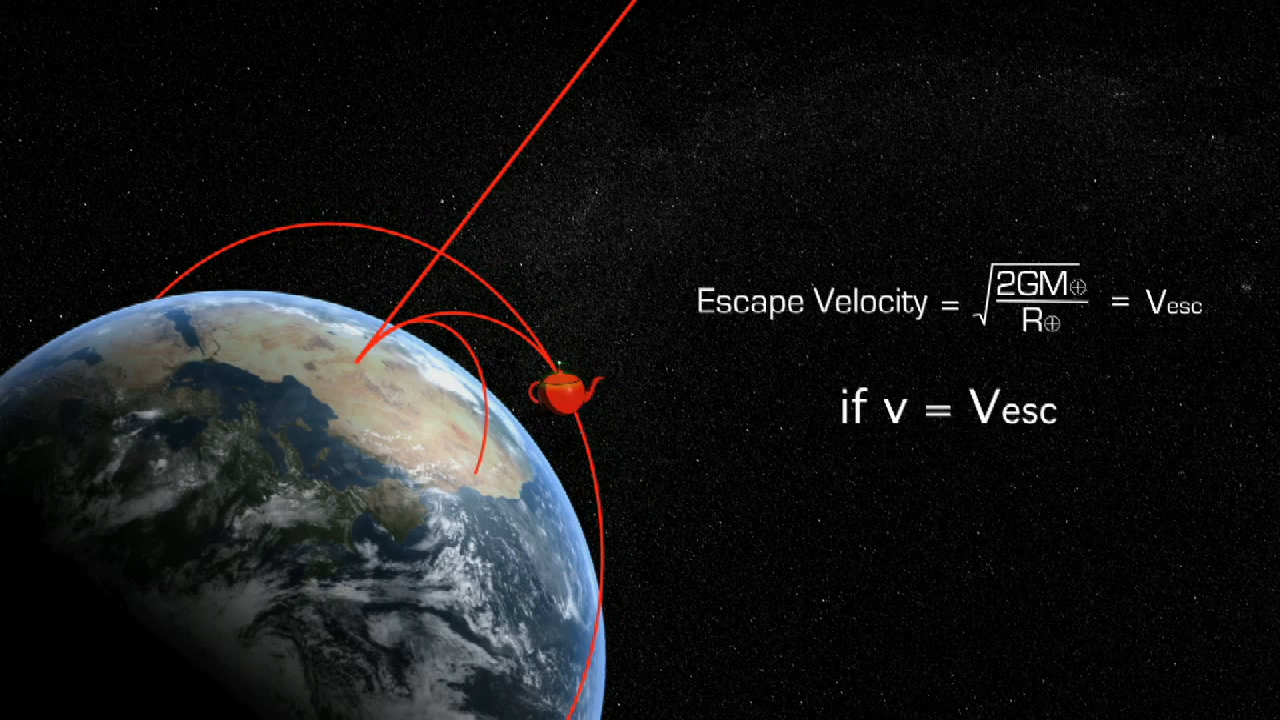 Escape Velocity = √(2GM⊕/R⊕) = Vesc
if v = Vesc